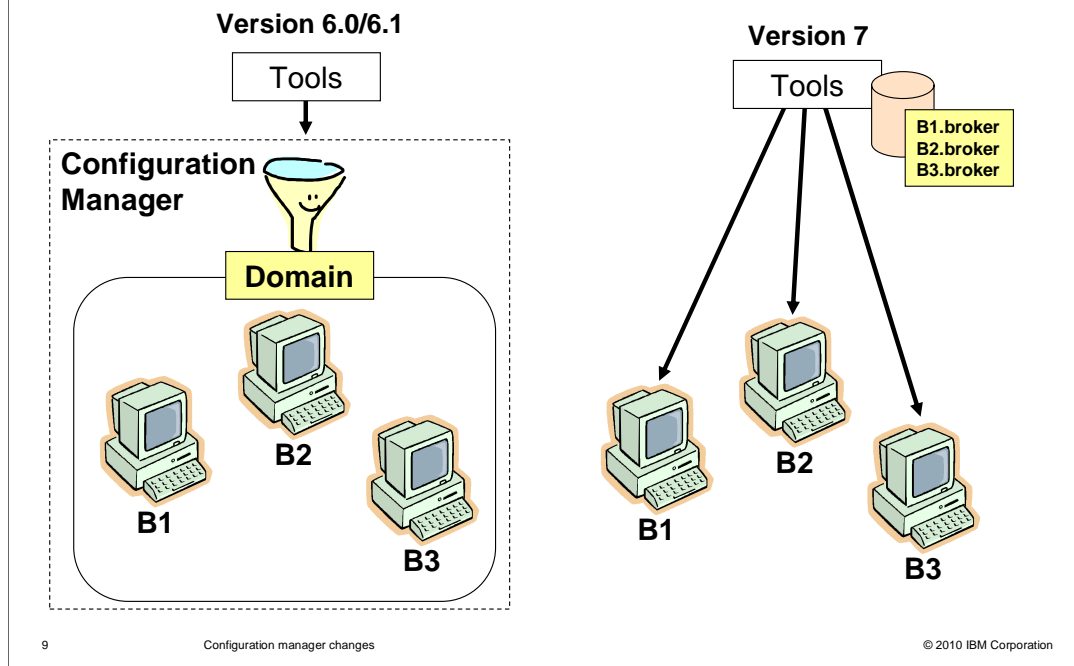 Version 6.0/6.1
Tools
Configuration
Manager
Domain
B1
B2
B3
Version 7
Tools
B1.broker
B2.broker
B3.broker
B1
B2
B3
9
Configuration manager changes
© 2010 IBM Corporation